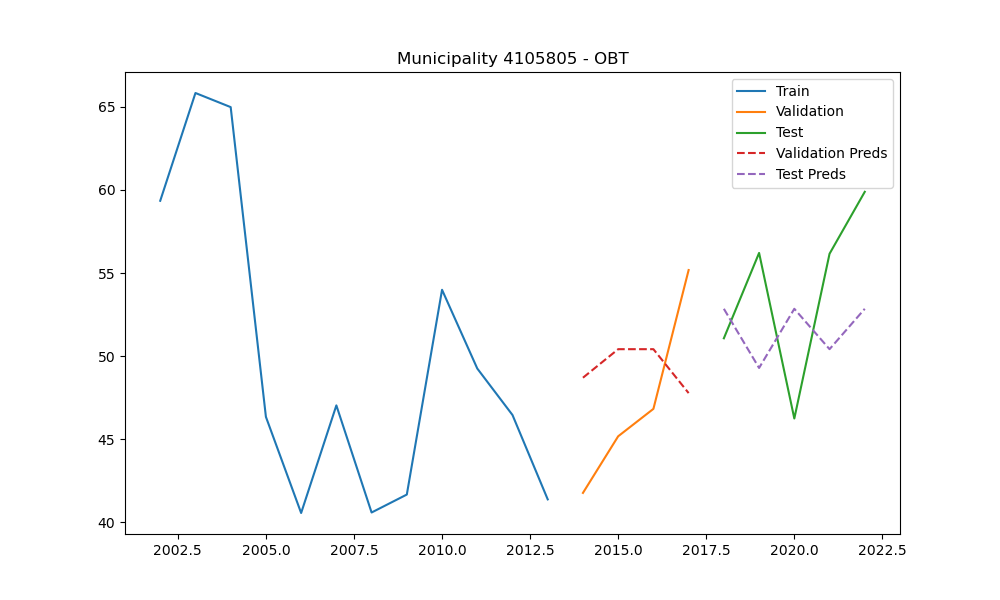 Municipality 4105805 - OBT
Train
Validation
Test
Validation Preds
Test Preds
65
60
55
50
45
40
2002.5 2005.0 2007.5 2010.0 2012.5 2015.0 2017.5 2020.0 2022.5